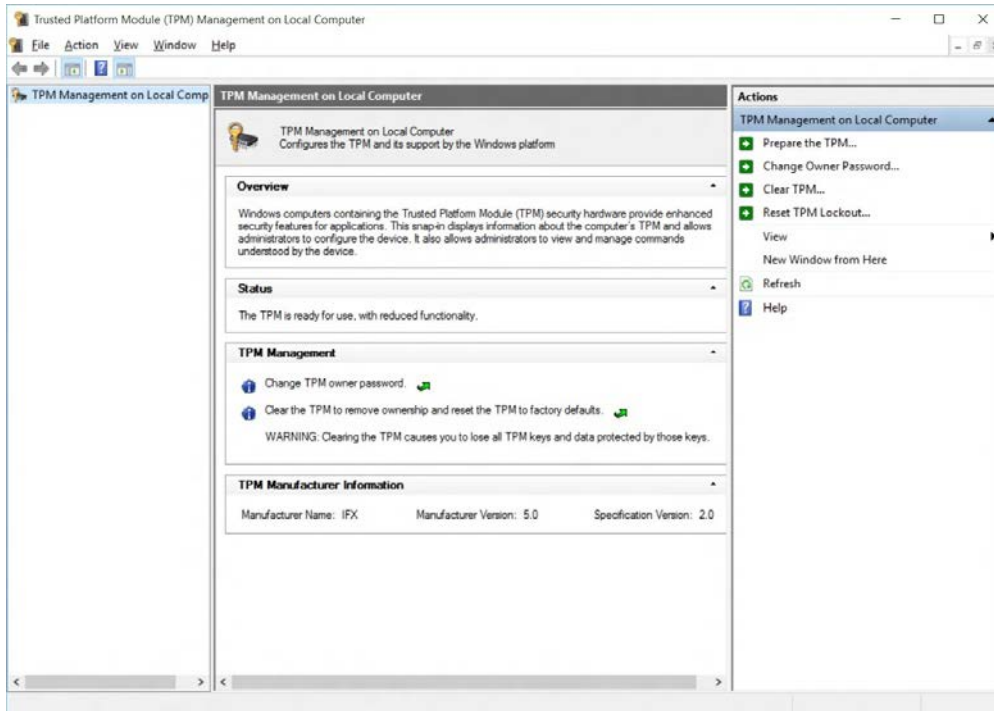 Trusted Platform Module (TPM) Management on Local Computer
File Action View Window Help
TPM Management on Local Comp
TPM Management on Local Computer
TPM Management on Local Computer
Configures the TPM and its support by the Windows platform
Overview
Windows computers containing the Trusted Platform Module (TPM) security hardware provide enhanced
security features for applications. This snap-in displays information about the computer's TPM and allows
administrators to configure the device. It also allows administrators to view and manage commands
understood by the device.
Status
The TPM is ready for use, with reduced functionality.
TPM Management
Change TPM owner password.
Clear the TPM to remove ownership and reset the TPM to factory defaults.
WARNING: Clearing the TPM causes you to lose all TPM keys and data protected by those keys.
TPM Manufacturer Information
Manufacturer Name: IFX Manufacturer Version: 5.0 Specification Version: 2.0
Actions
TPM Management on Local Computer
Prepare the TPM...
Change Owner Password...
Clear TPM...
Reset TPM Lockout...
View
New Window from Here
Refresh
Help